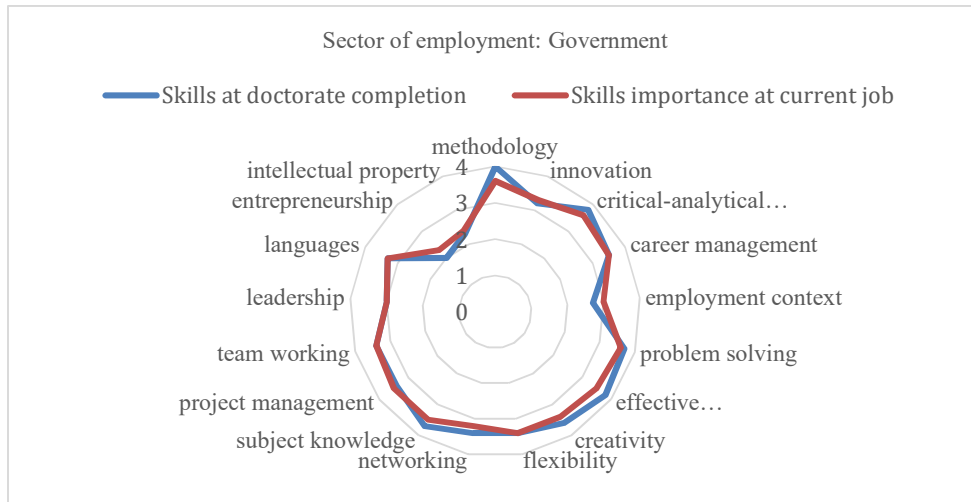 Sector of employment: Government
Skills at doctorate completion
Skills importance at current job
methodology
innovation
critical-analytical…
career management
employment context
problem solving
effective…
creativity
flexibility
networking
subject knowledge
project management
team working
leadership
languages
entrepreneurship
intellectual property
4
3
2
1
0